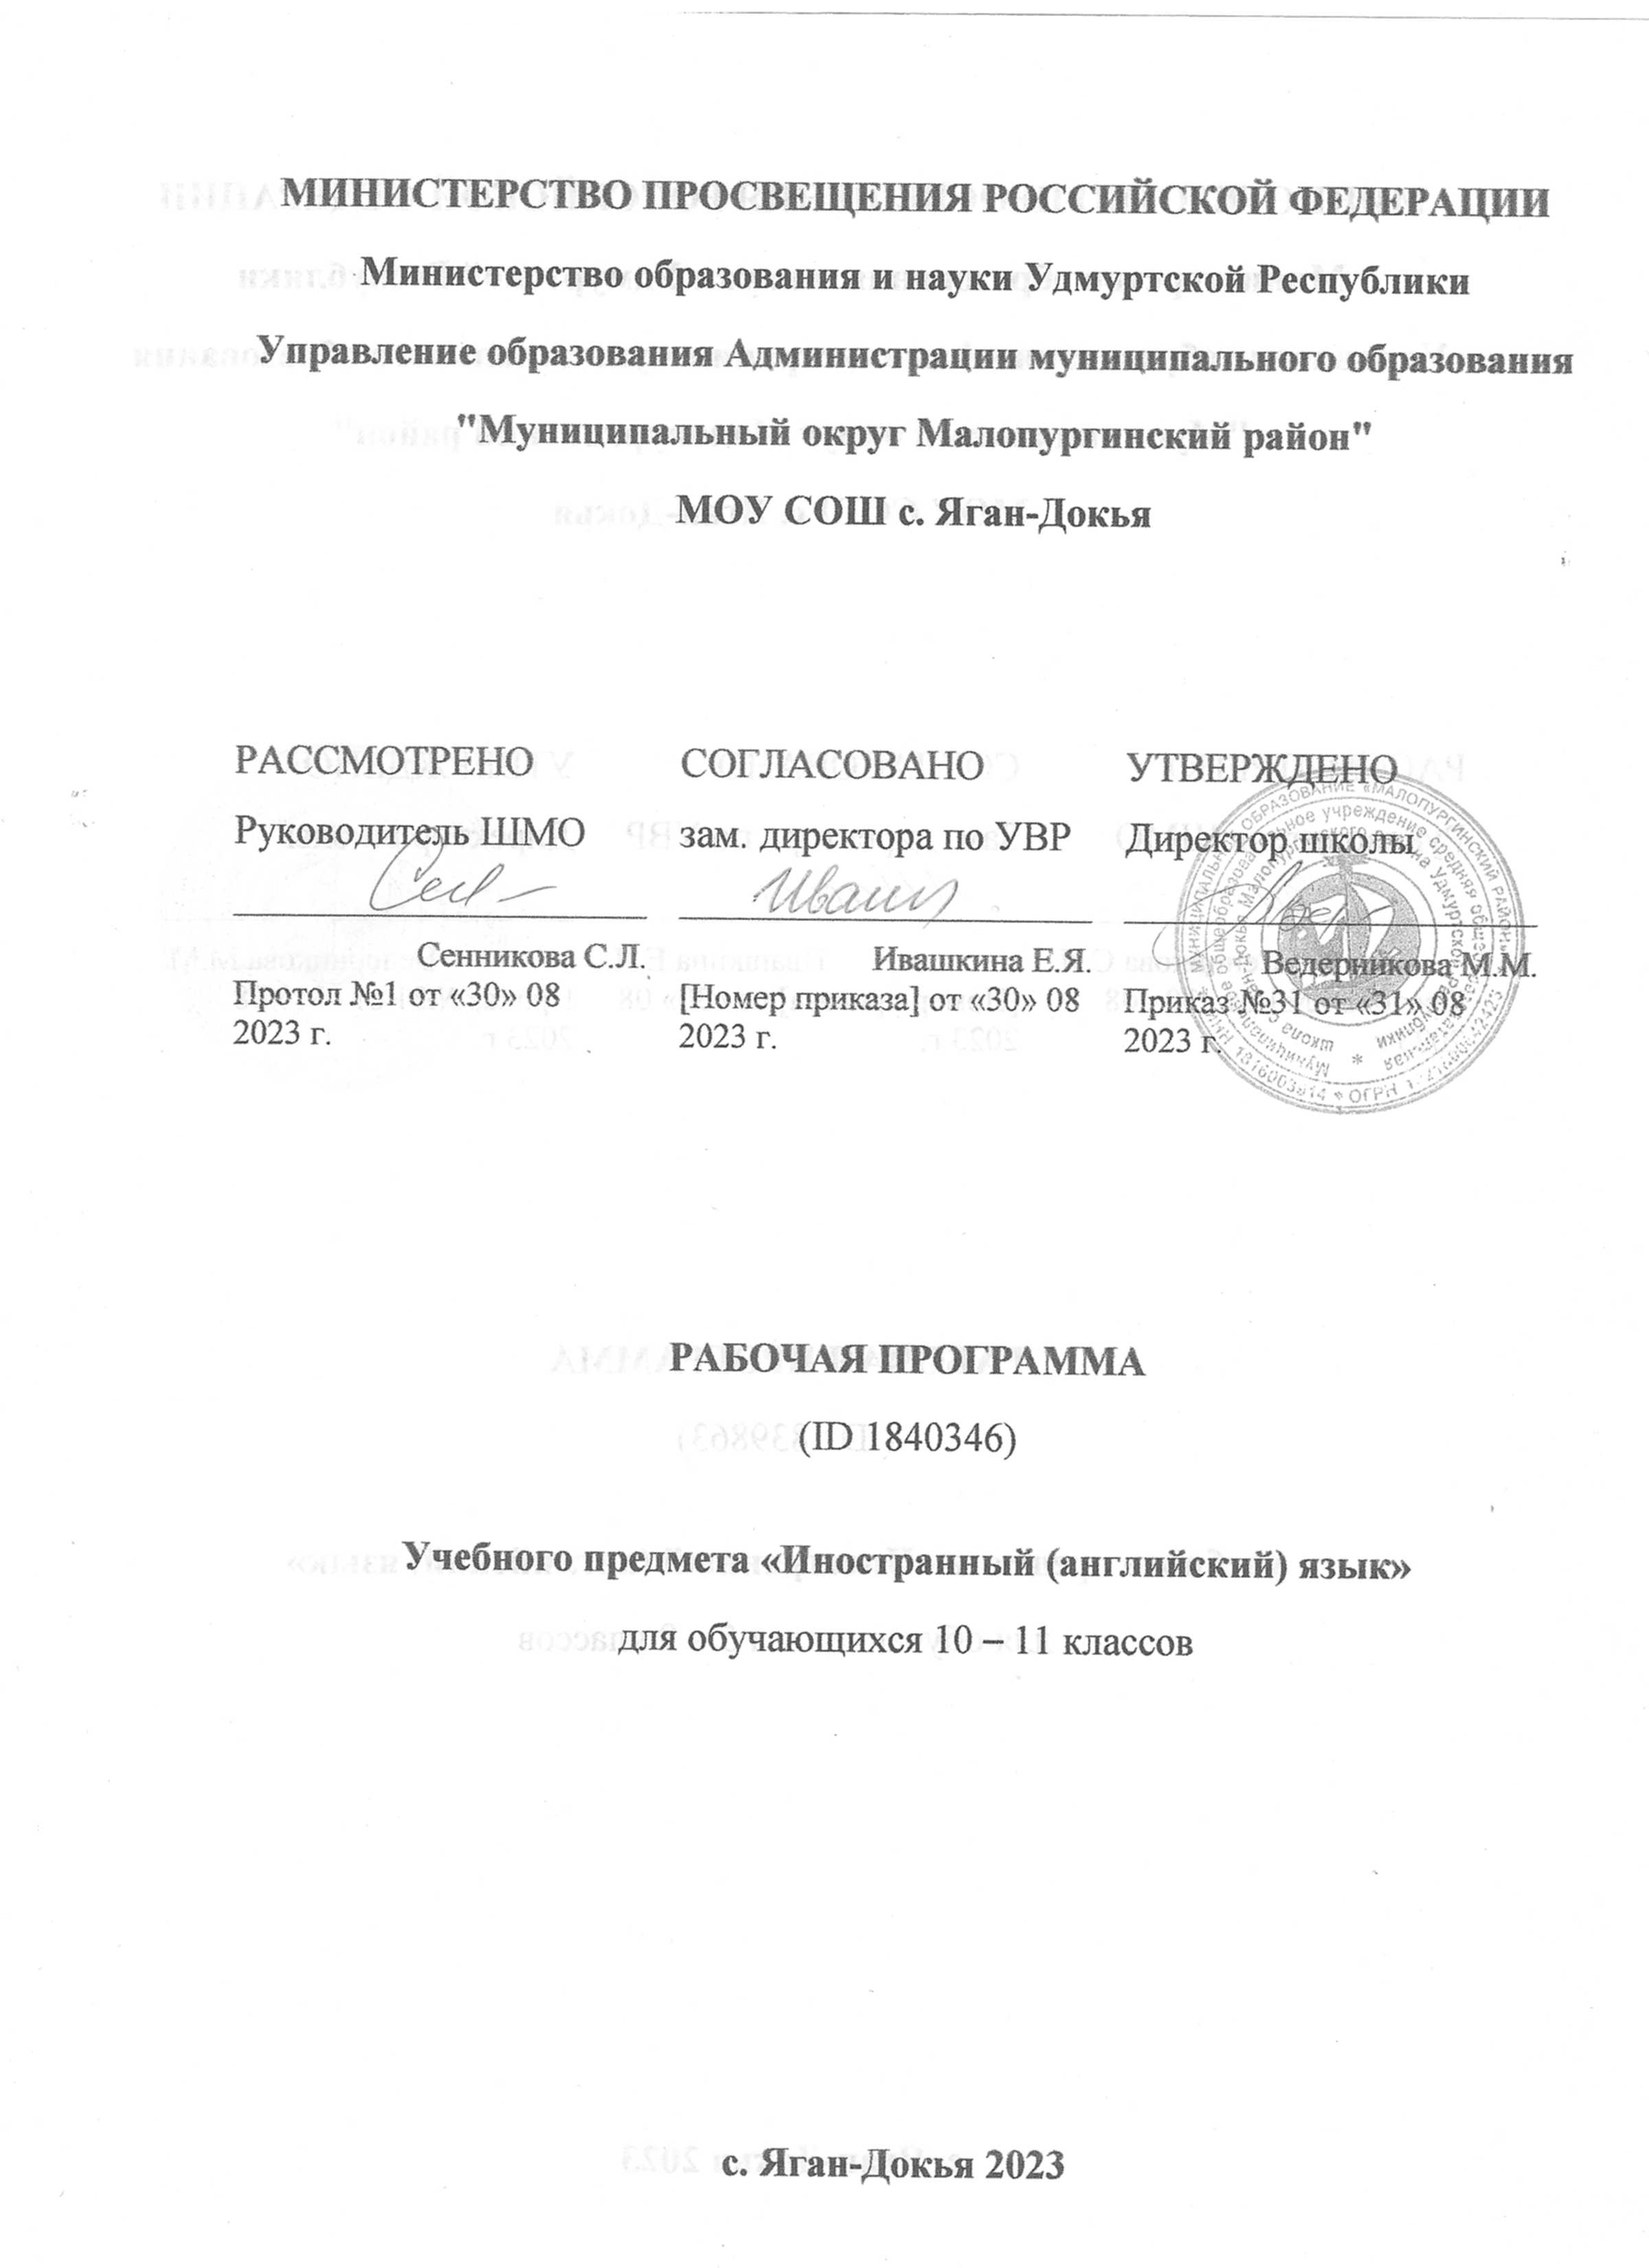 МИНИСТЕРСТВО ПРОСВЕЩЕНИЯ РОССИЙСКОЙ ФЕДЕРАЦИИ
Министерство образования и науки Удмуртской Республики
Управление образования Администрации муниципального образования
"Муниципальный округ Малопургинский район"
МОУ СОШ с. Яган-Докья
РАССМОТРЕНО
Руководитель ШМО
Сенникова С.Л.
Протол №1 от «30» 08
2023 г.
СОГЛАСОВАНО
зам. директора по УВР
Ивашкина Е.Я.
[Номер приказа] от «30» 08
2023 г.
УТВЕРЖДЕНО
Директор школы
Ведерникова М.М.
Приказ №31 от «31» 08
2023 г.
РАБОЧАЯ ПРОГРАММА
(ID 1840346)
Учебного предмета «Иностранный (английский) язык»
для обучающихся 10 – 11 классов
с. Яган-Докья 2023